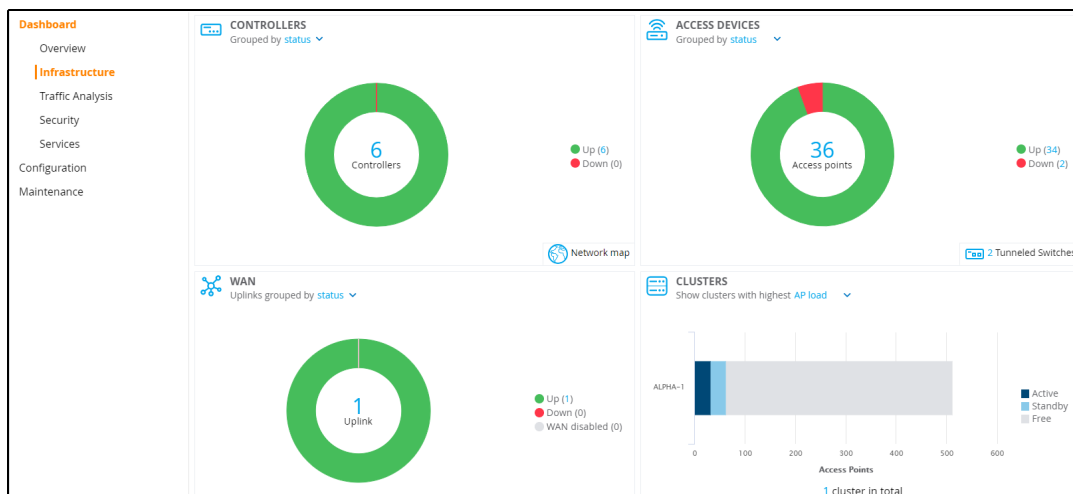 Dashboard
Overview
Infrastructure
Traffic Analysis
Security
Services
Configuration
Maintenance
CONTROLLERS
Grouped by status
6
Controllers
Up (6)
Down (0)
Network map
ACCESS DEVICES
Grouped by status
36
Access points
Up (34)
Down (2)
2 Tunneled Switches
WAN
Uplinks grouped by status
1
Uplink
Up (1)
Down (0)
WAN disabled (0)
CLUSTERS
Show clusters with highest AP load
ALPHA-1
Active
Standby
Free
0 100 200 300 400 500 600
Access Points
1 cluster in total